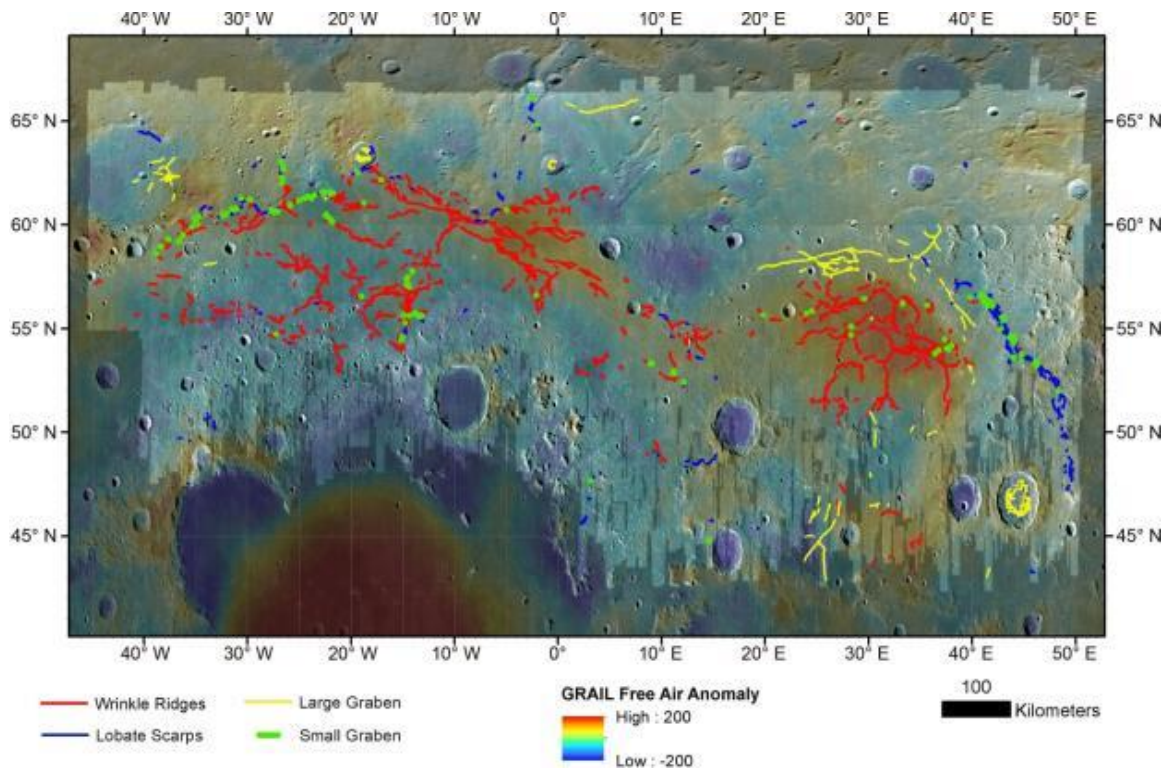 40° W 30° W 20° W 10° W 0° 10° E 20° E 30° E 40° E 50° E
65° N 65° N
60° N 60° N
55° N 55° N
50° N 50° N
45° N 45° N
40° W 30° W 20° W 10° W 0° 10° E 20° E 30° E 40° E 50° E
Wrinkle Ridges
Large Graben
Lobate Scarps
Small Graben
GRAIL Free Air Anomaly
High : 200
Low : -200
100
Kilometers